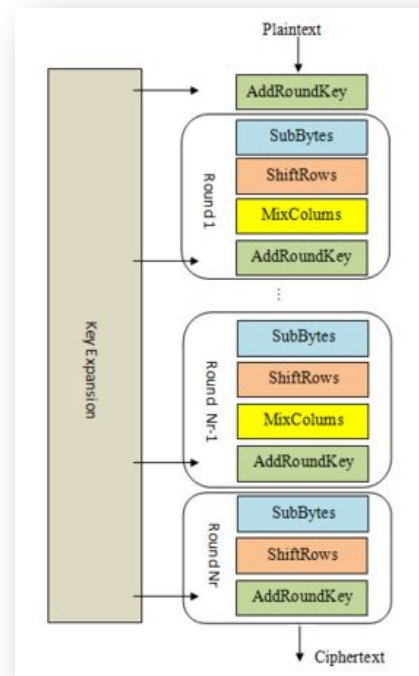 Plaintext
AddRoundKey
SubBytes
ShiftRows
MixColums
AddRoundKey
Round 1
...
SubBytes
ShiftRows
MixColums
AddRoundKey
Round Nr-1
SubBytes
ShiftRows
AddRoundKey
Round Nr
Key Expansion
Ciphertext